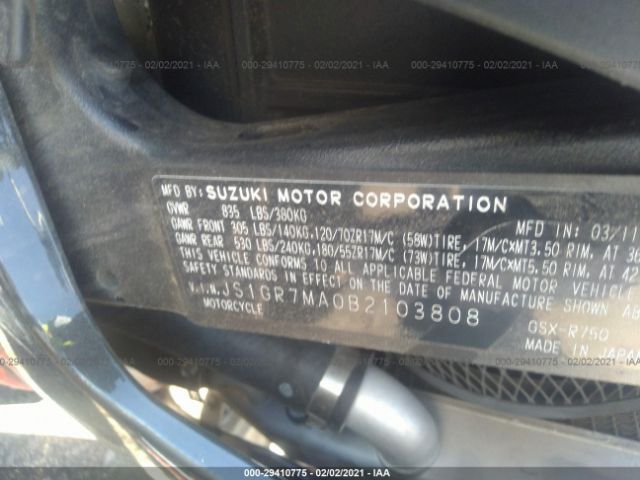 000-29410775 - 02/02/2021 - IAA
MFD BY: SUZUKI MOTOR CORPORATION
MFD IN: 03/11
GVWR 835 LBS/380KG
GAWR FRONT 305 LBS/140KG,120/70ZR17M/C (58W)TIRE, 17M/C×MT3.50 RIM, AT 36
GAWR REAR 530 LBS/240KG,180/55ZR17M/C (73W)TIRE, 17M/C×MT5.50 RIM, AT 42
THIS VEHICLE CONFORMS TO ALL APPLICABLE FEDERAL MOTOR VEHICLE
SAFETY STANDARDS IN EFFECT ON THE DATE OF MANUFACTURE SHOWN AB
V.I.N. JS1GR7MA0B2103808
GSX-R750
MOTORCYCLE
MADE IN JAPA
000-29410775 - 02/02/2021 - IAA